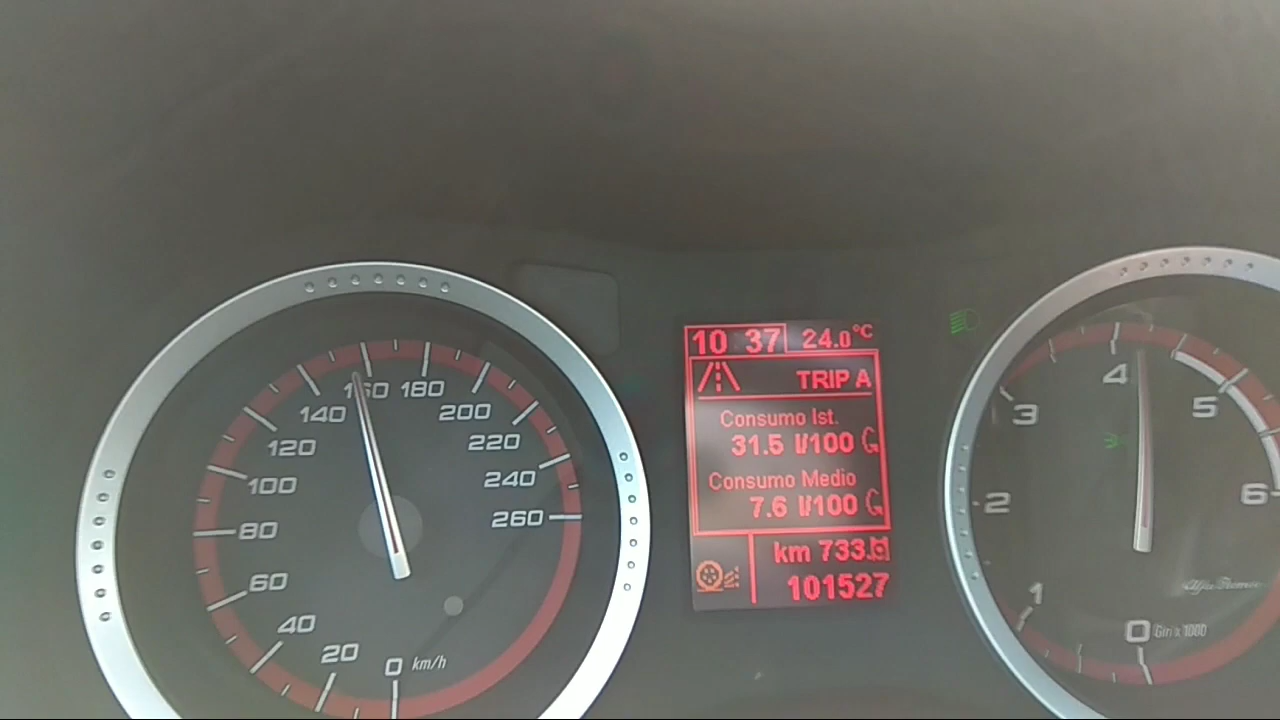 0 km/h
20
40
60
80
100
120
140
160
180
200
220
240
260
10 37 24.0°C
TRIP A
Consumo Ist.
31.5 l/100
Consumo Medio
7.6 l/100
km 733.
101527
0 Giri x 1000
1
2
3
4
5
6
Alfa Romeo